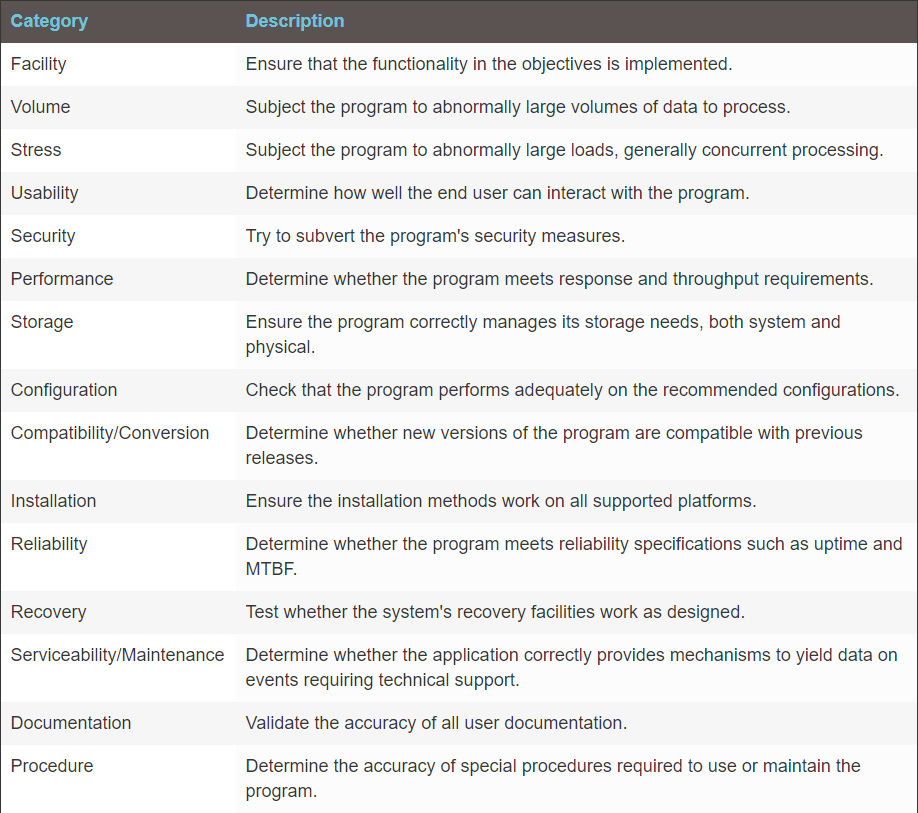 Category Description
Facility Ensure that the functionality in the objectives is implemented.
Volume Subject the program to abnormally large volumes of data to process.
Stress Subject the program to abnormally large loads, generally concurrent processing.
Usability Determine how well the end user can interact with the program.
Security Try to subvert the program's security measures.
Performance Determine whether the program meets response and throughput requirements.
Storage Ensure the program correctly manages its storage needs, both system and
physical.
Configuration Check that the program performs adequately on the recommended configurations.
Compatibility/Conversion Determine whether new versions of the program are compatible with previous
releases.
Installation Ensure the installation methods work on all supported platforms.
Reliability Determine whether the program meets reliability specifications such as uptime and
MTBF.
Recovery Test whether the system's recovery facilities work as designed.
Serviceability/Maintenance Determine whether the application correctly provides mechanisms to yield data on
events requiring technical support.
Documentation Validate the accuracy of all user documentation.
Procedure Determine the accuracy of special procedures required to use or maintain the
program.